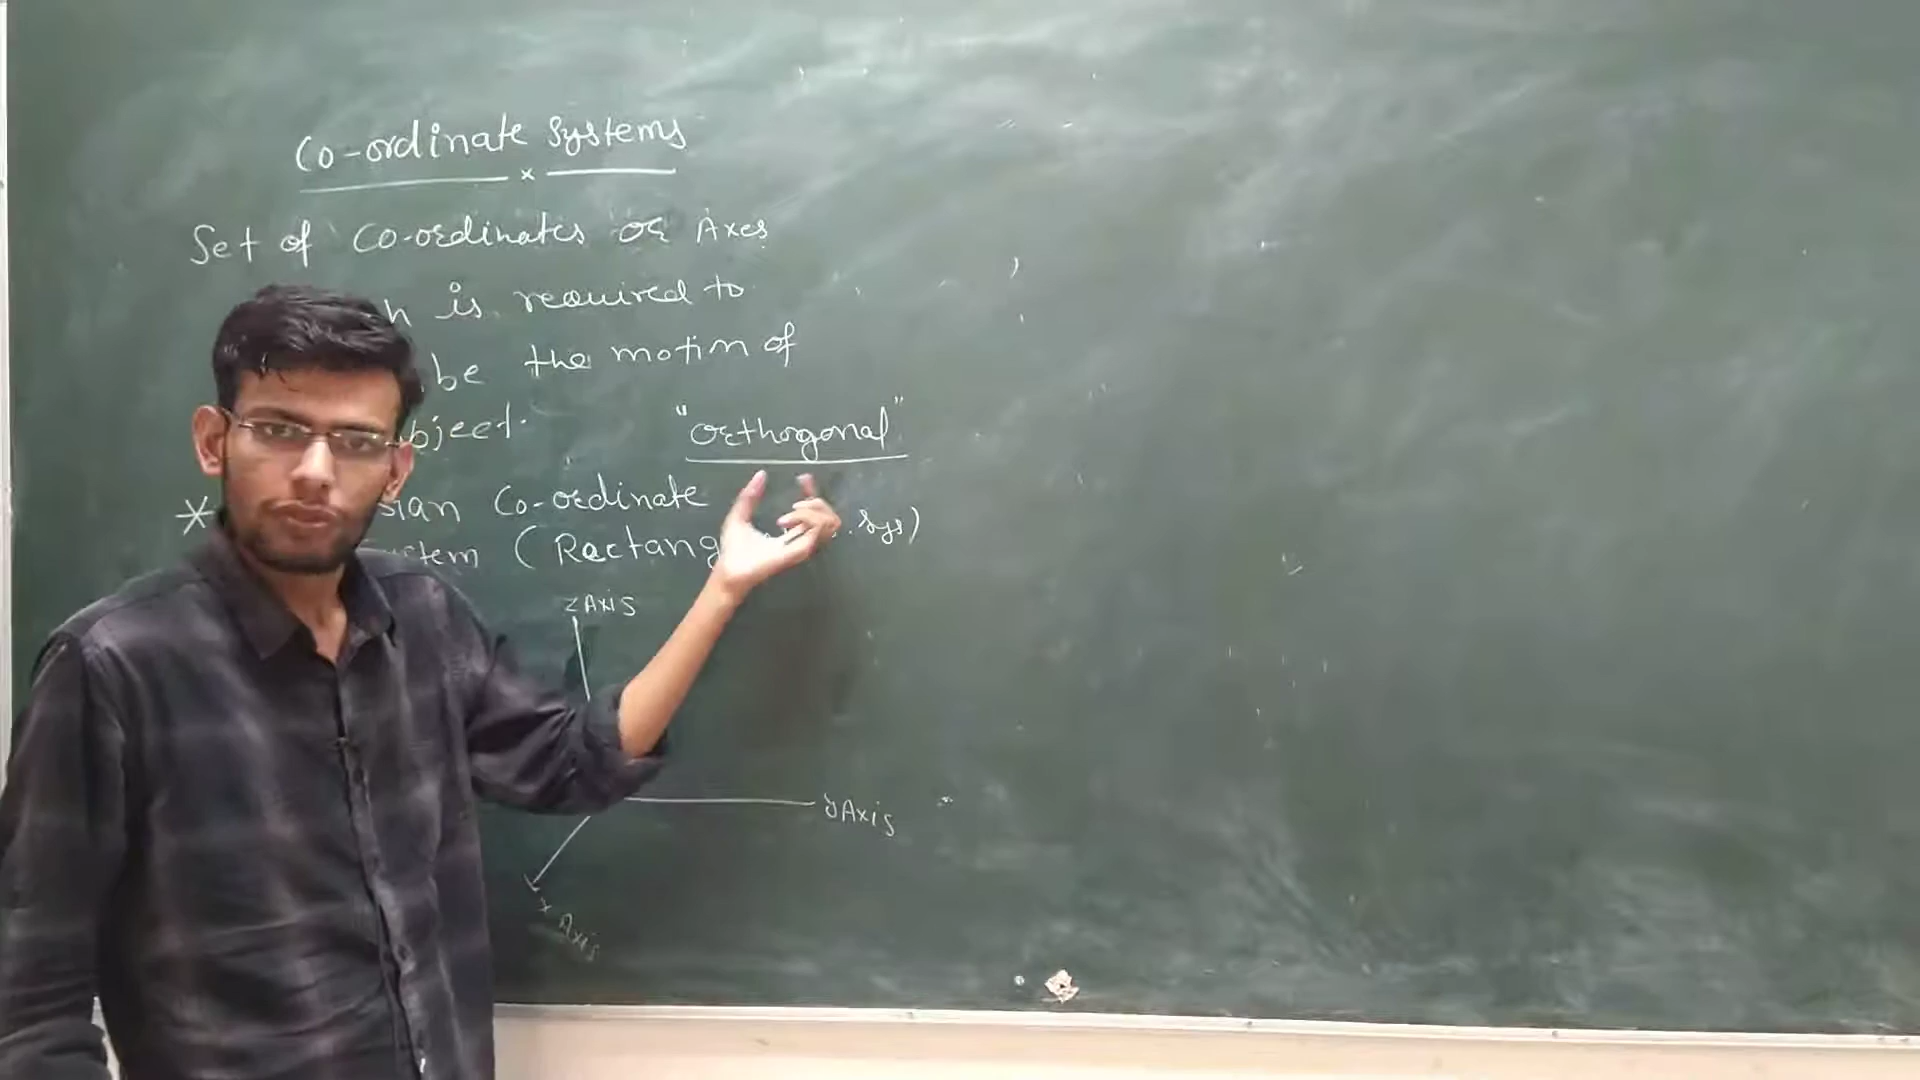 Co-ordinate Systems
Set of Co-ordinates or Axes
h is required to
be the motion of
bject.
"Orthogonal"
* sian Co-ordinate
stem (Rectang . Sys)
Z Axis
y Axis
x Axis